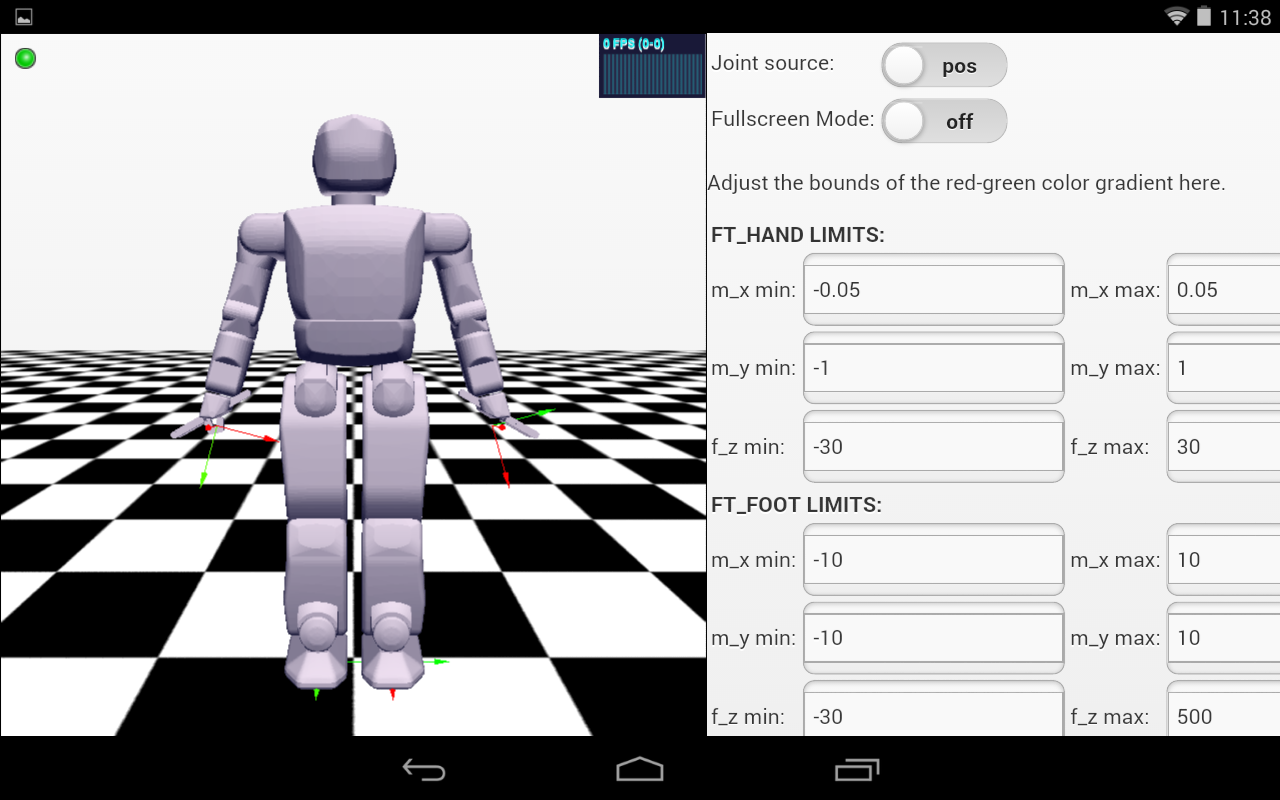 11:38
0 FPS (0-0)
Joint source: pos
Fullscreen Mode: off
Adjust the bounds of the red-green color gradient here.
FT_HAND LIMITS:
m_x min: -0.05 m_x max: 0.05
m_y min: -1 m_y max: 1
f_z min: -30 f_z max: 30
FT_FOOT LIMITS:
m_x min: -10 m_x max: 10
m_y min: -10 m_y max: 10
f_z min: -30 f_z max: 500